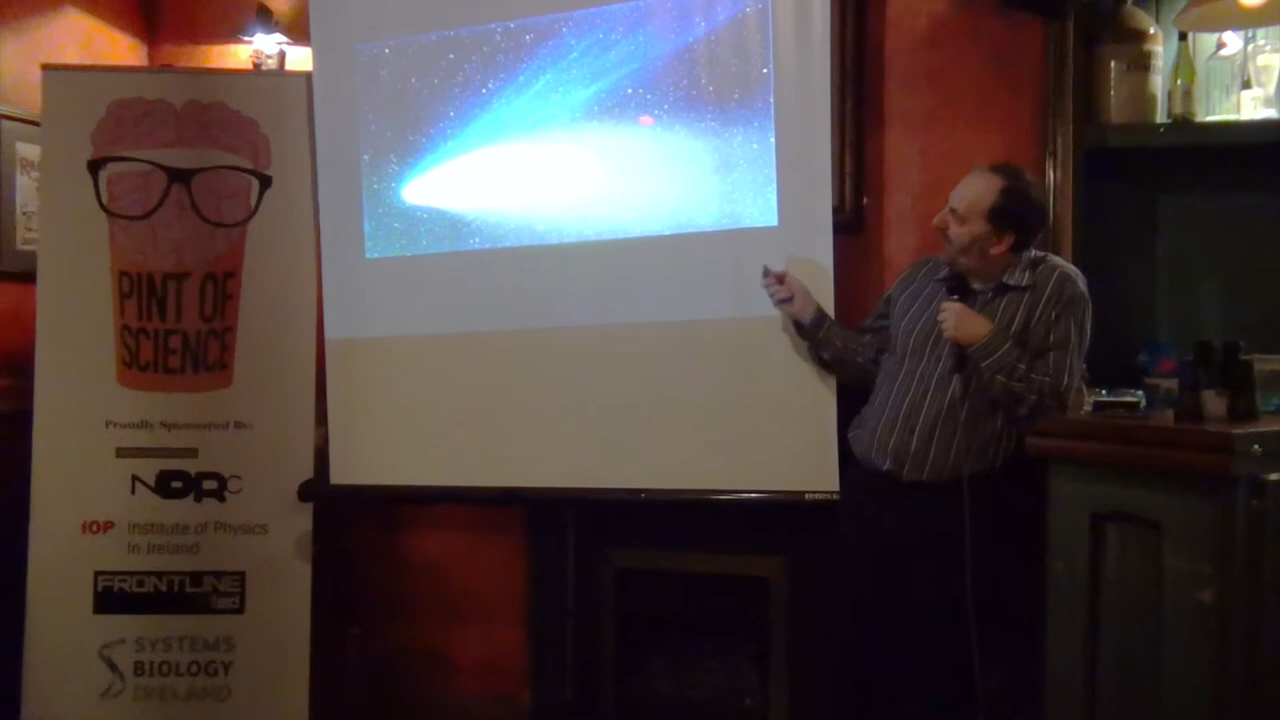 PINT OF
SCIENCE
Proudly Sponsored By:
NDRC
IOP Institute of Physics
in Ireland
FRONTLINE
SYSTEMS
BIOLOGY
IRELAND